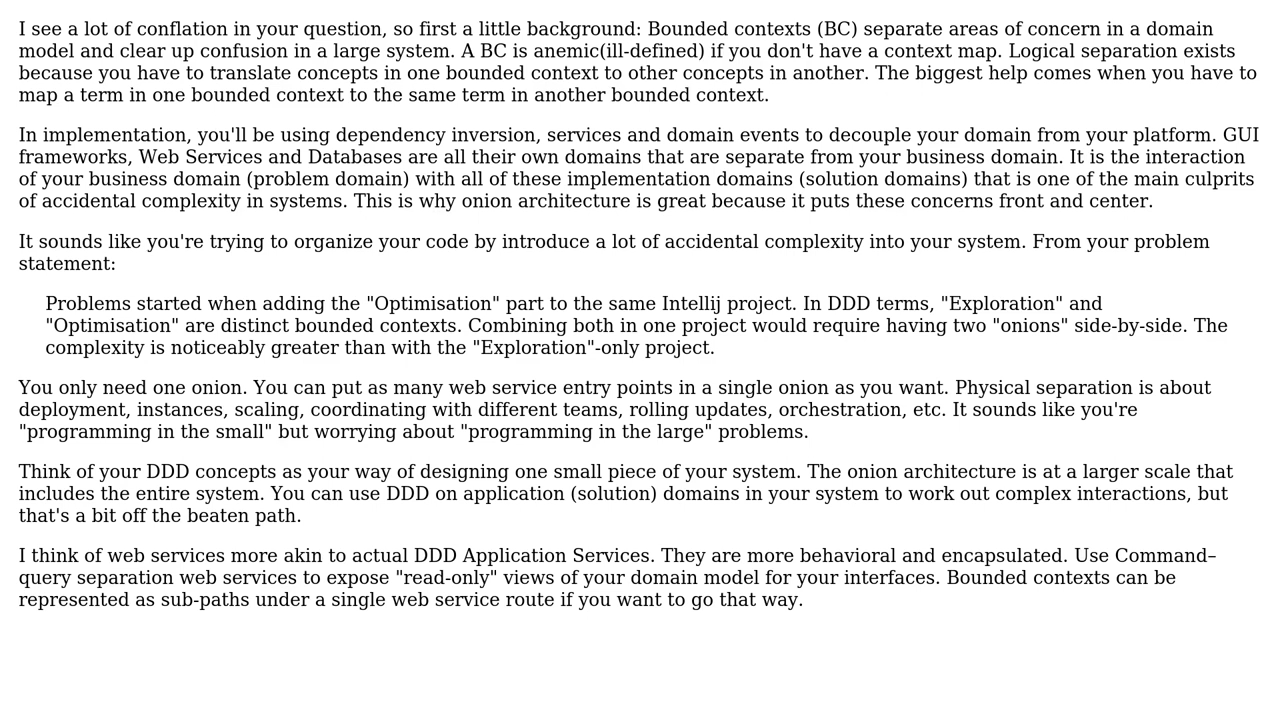 I see a lot of conflation in your question, so first a little background: Bounded contexts (BC) separate areas of concern in a domain
model and clear up confusion in a large system. A BC is anemic(ill-defined) if you don't have a context map. Logical separation exists
because you have to translate concepts in one bounded context to other concepts in another. The biggest help comes when you have to
map a term in one bounded context to the same term in another bounded context.
In implementation, you'll be using dependency inversion, services and domain events to decouple your domain from your platform. GUI
frameworks, Web Services and Databases are all their own domains that are separate from your business domain. It is the interaction
of your business domain (problem domain) with all of these implementation domains (solution domains) that is one of the main culprits
of accidental complexity in systems. This is why onion architecture is great because it puts these concerns front and center.
It sounds like you're trying to organize your code by introduce a lot of accidental complexity into your system. From your problem
statement:
Problems started when adding the "Optimisation" part to the same Intellij project. In DDD terms, "Exploration" and
"Optimisation" are distinct bounded contexts. Combining both in one project would require having two "onions" side-by-side. The
complexity is noticeably greater than with the "Exploration"-only project.
You only need one onion. You can put as many web service entry points in a single onion as you want. Physical separation is about
deployment, instances, scaling, coordinating with different teams, rolling updates, orchestration, etc. It sounds like you're
"programming in the small" but worrying about "programming in the large" problems.
Think of your DDD concepts as your way of designing one small piece of your system. The onion architecture is at a larger scale that
includes the entire system. You can use DDD on application (solution) domains in your system to work out complex interactions, but
that's a bit off the beaten path.
I think of web services more akin to actual DDD Application Services. They are more behavioral and encapsulated. Use Command–
query separation web services to expose "read-only" views of your domain model for your interfaces. Bounded contexts can be
represented as sub-paths under a single web service route if you want to go that way.